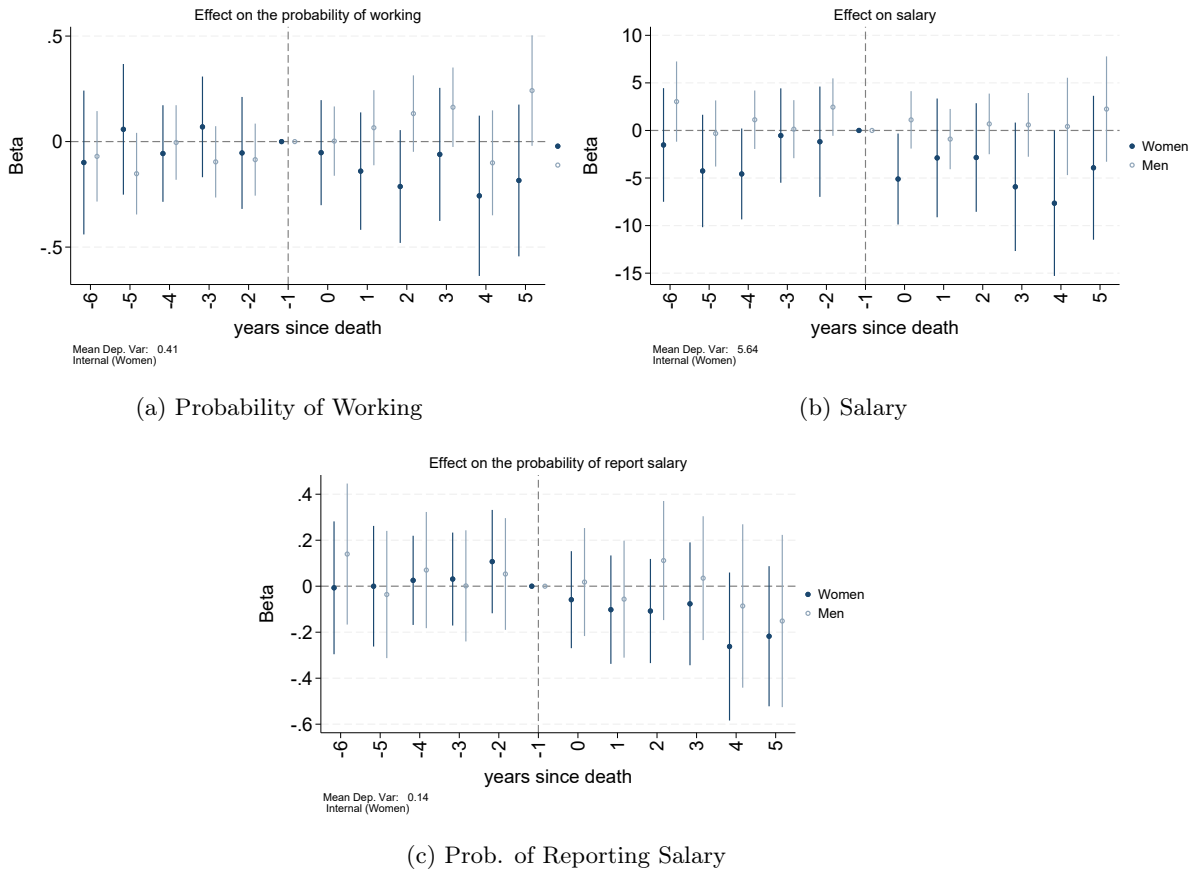 Effect on the probability of working
.5
0
-.5
Beta
-6 -5 -4 -3 -2 -1 0 1 2 3 4 5
years since death
Mean Dep. Var: 0.41
Internal (Women)
(a) Probability of Working
Effect on salary
10
5
0
-5
-10
-15
Beta
-6 -5 -4 -3 -2 -1 0 1 2 3 4 5
years since death
Women
Men
Mean Dep. Var: 5.64
Internal (Women)
(b) Salary
Effect on the probability of report salary
.4
.2
0
-.2
-.4
-.6
Beta
-6 -5 -4 -3 -2 -1 0 1 2 3 4 5
years since death
Women
Men
Mean Dep. Var: 0.14
Internal (Women)
(c) Prob. of Reporting Salary